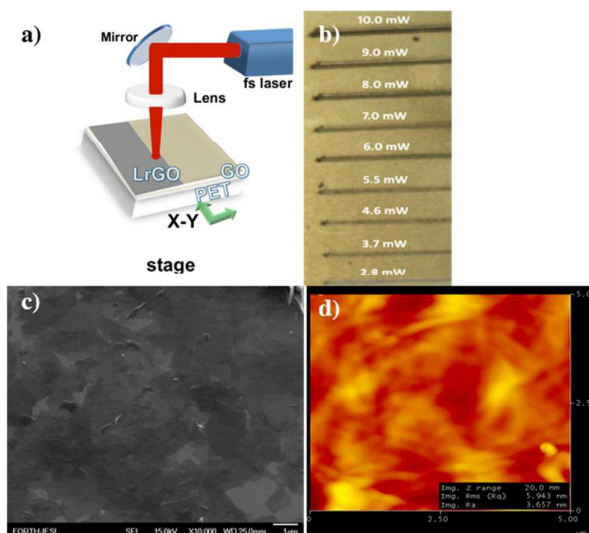 a)
Mirror
fs laser
Lens
LrGO
GO
PET
X-Y
stage
b)
10.0 mW
9.0 mW
8.0 mW
7.0 mW
6.0 mW
5.5 mW
4.6 mW
3.7 mW
2.8 mW
c)
SEI 15.0kV X10,000 WD 25.0mm 1µm
d)
5.0
2.5
0
Img. Z range 20.0 nm
Img. Rms (Rq) 5.943 nm
Img. Ra 3.657 nm
0 2.50 5.00